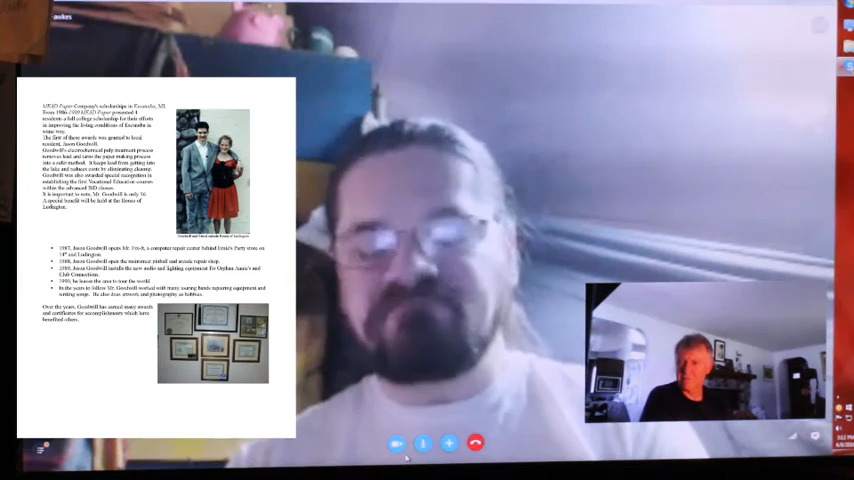 awkes
MEAD Paper Company's scholarships in Escanaba, MI.
From 1986-1999 MEAD Paper presented 4
residents a full college scholarship for their efforts
in improving the living conditions of Escanaba in
some way.
The first of these awards was granted to local
resident, Jason Goodwill.
Goodwill's electrochemical pulp treatment process
removes lead and turns the paper making process
into a safer method. It keeps lead from getting into
the lake and reduces costs by eliminating cleanup.
Goodwill was also awarded special recognition in
establishing the first Vocational Education courses
within the advanced ISD classes.
It is important to note, Mr. Goodwill is only 16.
A special benefit will be held at the House of
Ludington.
House of Ludington
• 1987, Jason Goodwill opens Mr. Fix-It, a computer repair center behind Ernie's Party store on
14th and Ludington
• 1988, Jason Goodwill open the mainstreet pinball and arcade repair shop.
• 1989, Jason Goodwill installs the new audio and lighting equipment for Orphan Annie's and
Club Connections.
• 1990, he leaves the area to tour the world.
• In the years to follow Mr. Goodwill worked with many touring bands repairing equipment and
writing songs. He also does artwork and photography as hobbies.
Over the years, Goodwill has earned many awards
and certificates for accomplishments which have
benefited others.